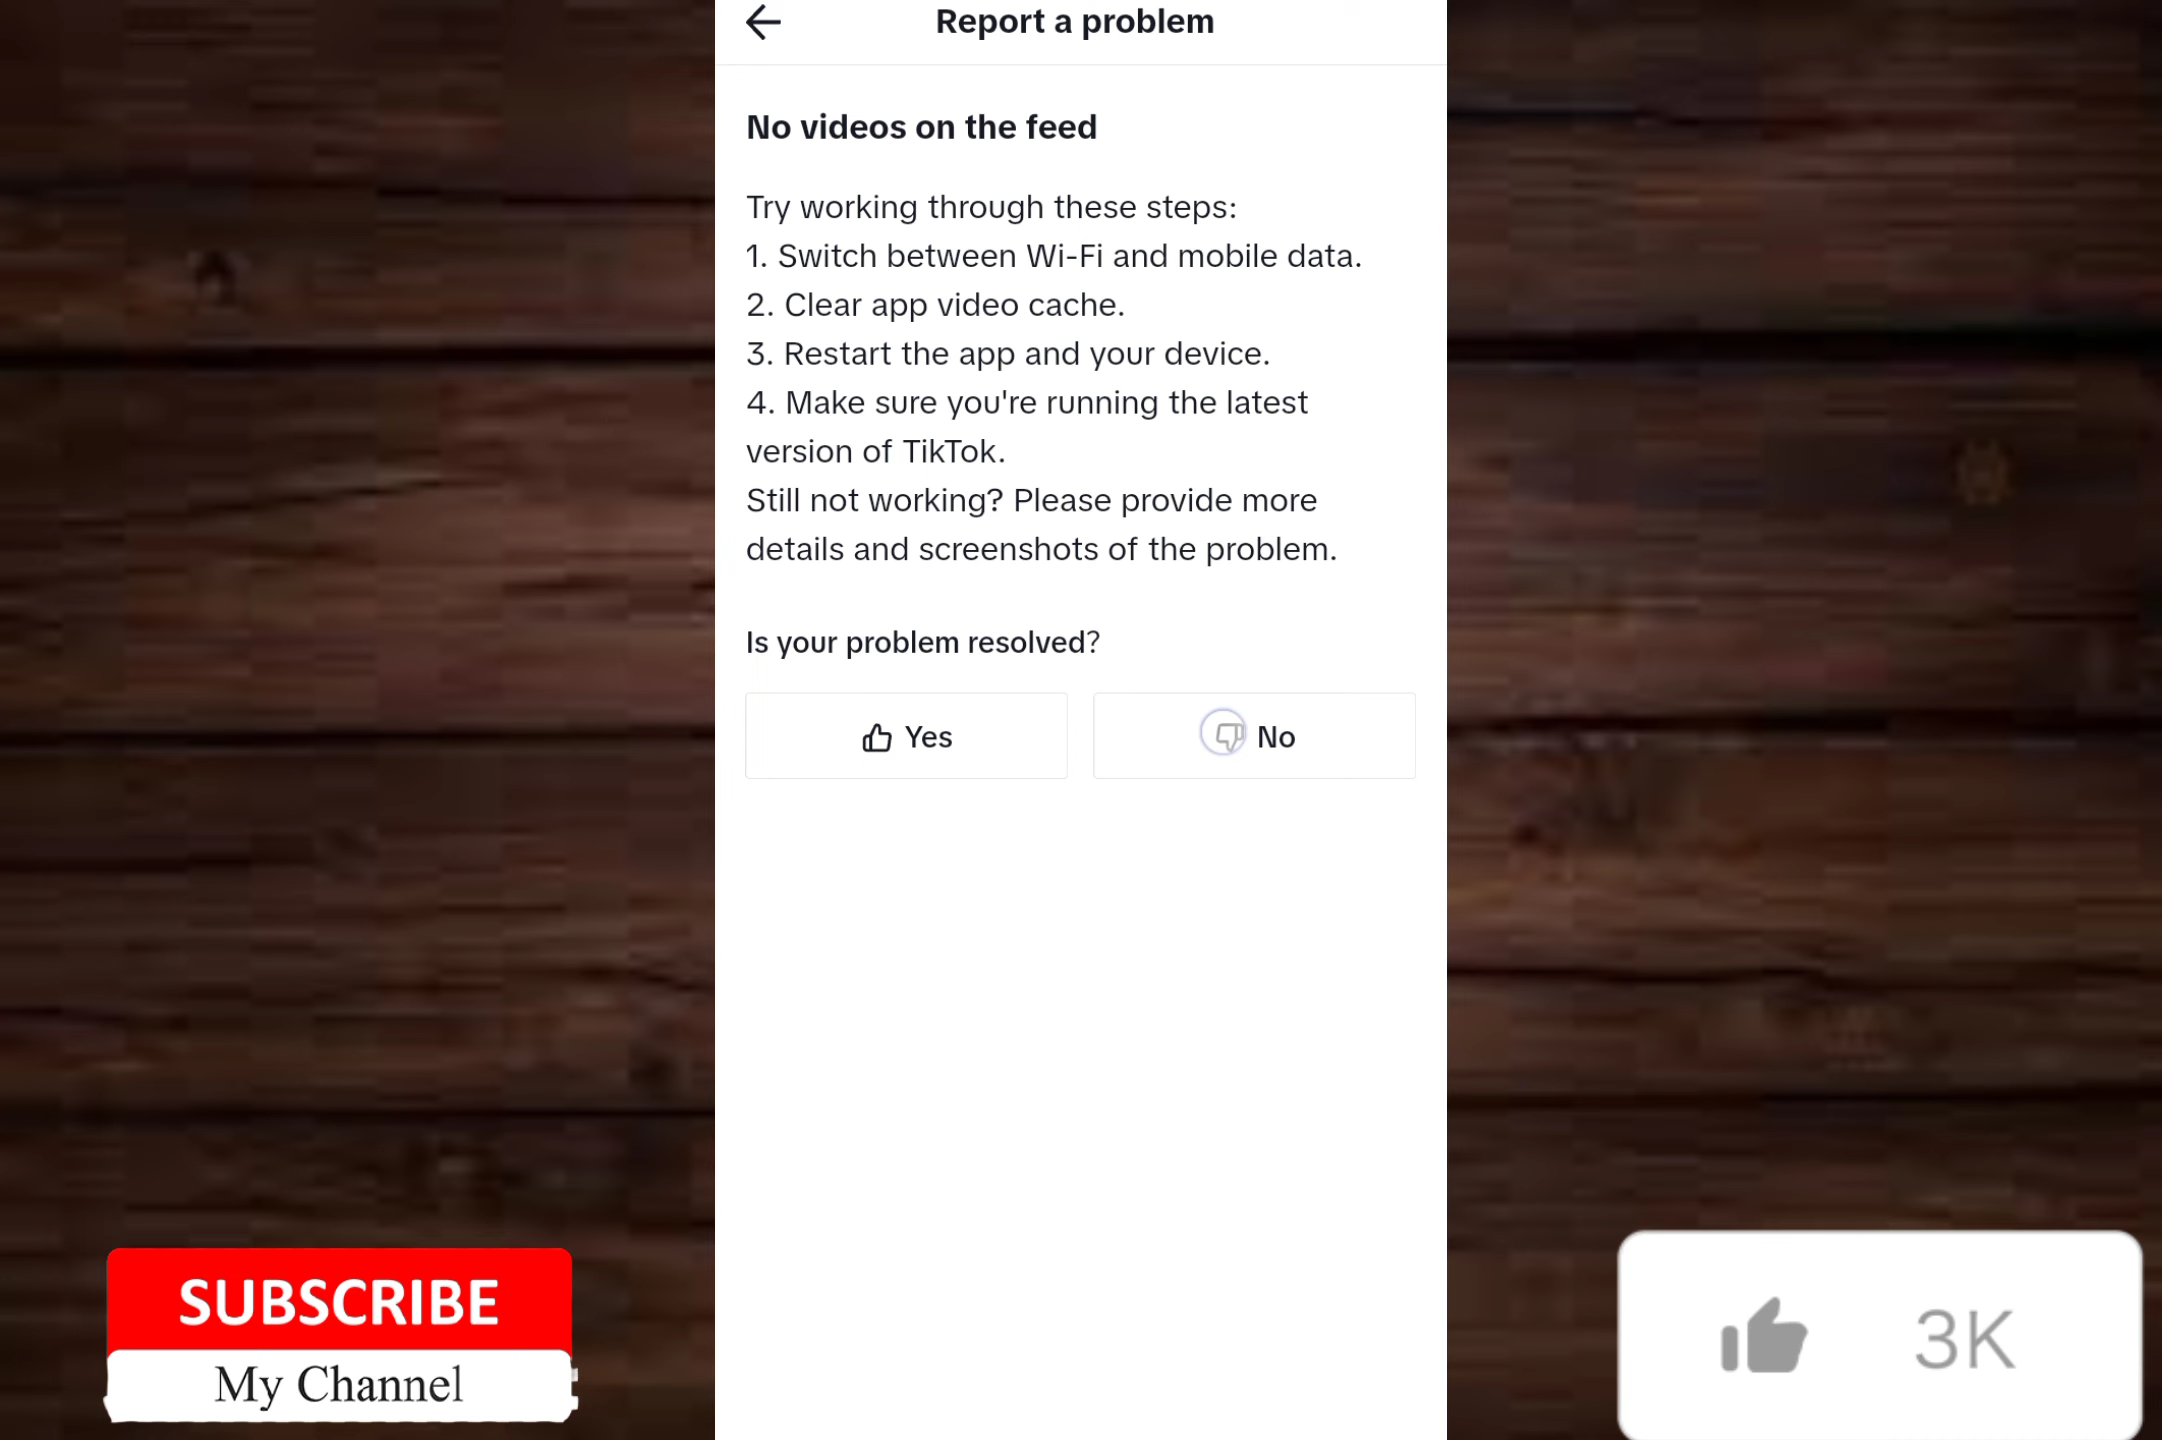 Report a problem
No videos on the feed
Try working through these steps:
1. Switch between Wi-Fi and mobile data.
2. Clear app video cache.
3. Restart the app and your device.
4. Make sure you're running the latest
version of TikTok.
Still not working? Please provide more
details and screenshots of the problem.
Is your problem resolved?
Yes
No
SUBSCRIBE
My Channel
3K